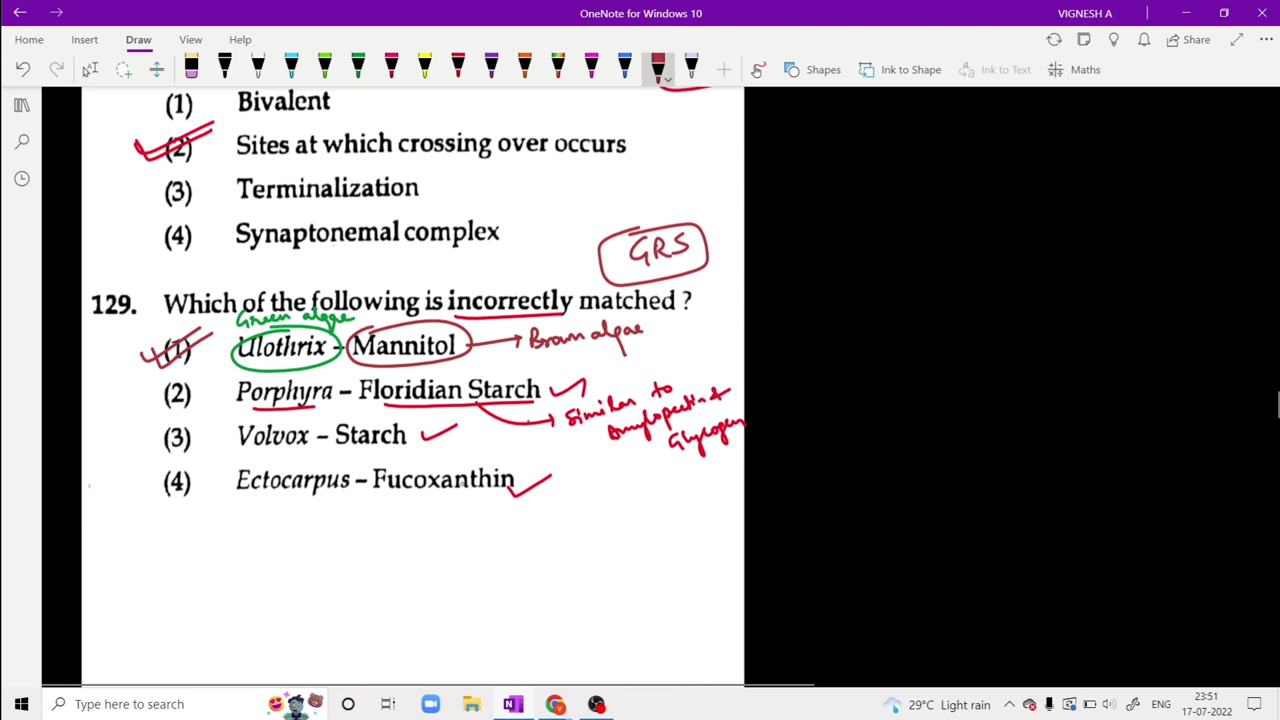 OneNote for Windows 10
VIGNESH A
Home Insert Draw View Help
Share
Shapes Ink to Shape Ink to Text Maths
(1) Bivalent
(2) Sites at which crossing over occurs
(3) Terminalization
(4) Synaptonemal complex
GRS
129. Which of the following is incorrectly matched ?
Green algae
(1) Ulothrix – Mannitol
Brown algae
(2) Porphyra – Floridian Starch
Similar to
Amylopectin &
Glycogen
(3) Volvox – Starch
(4) Ectocarpus – Fucoxanthin
Type here to search
29°C Light rain
ENG
23:51
17-07-2022